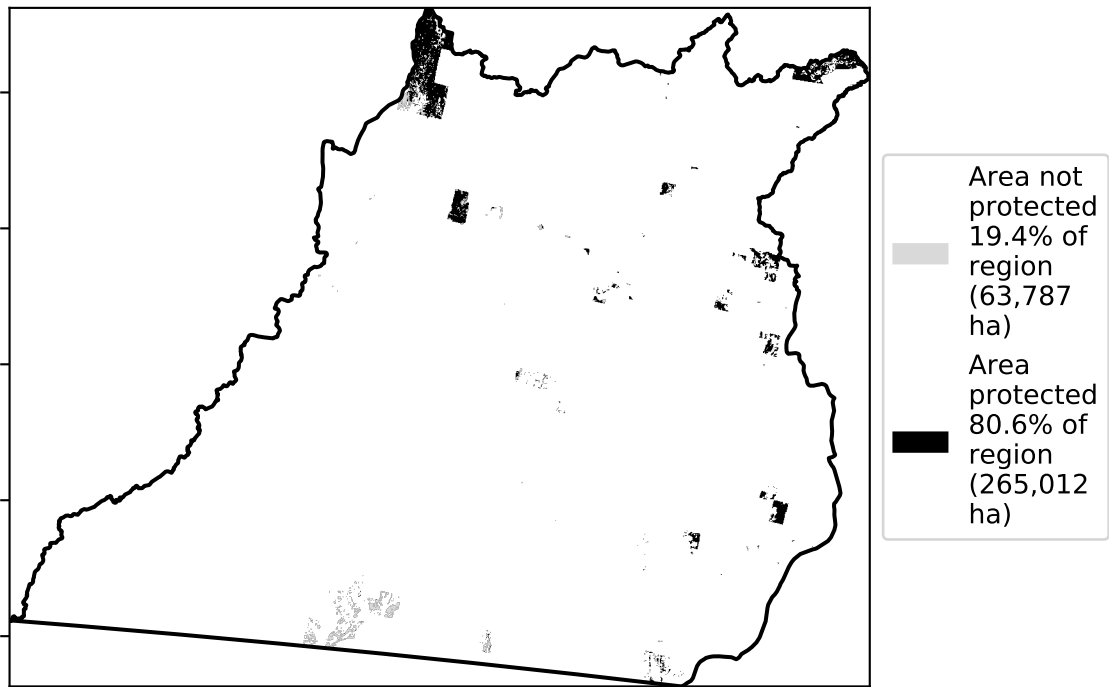 Area not
protected
19.4% of
region
(63,787
ha)
Area
protected
80.6% of
region
(265,012
ha)